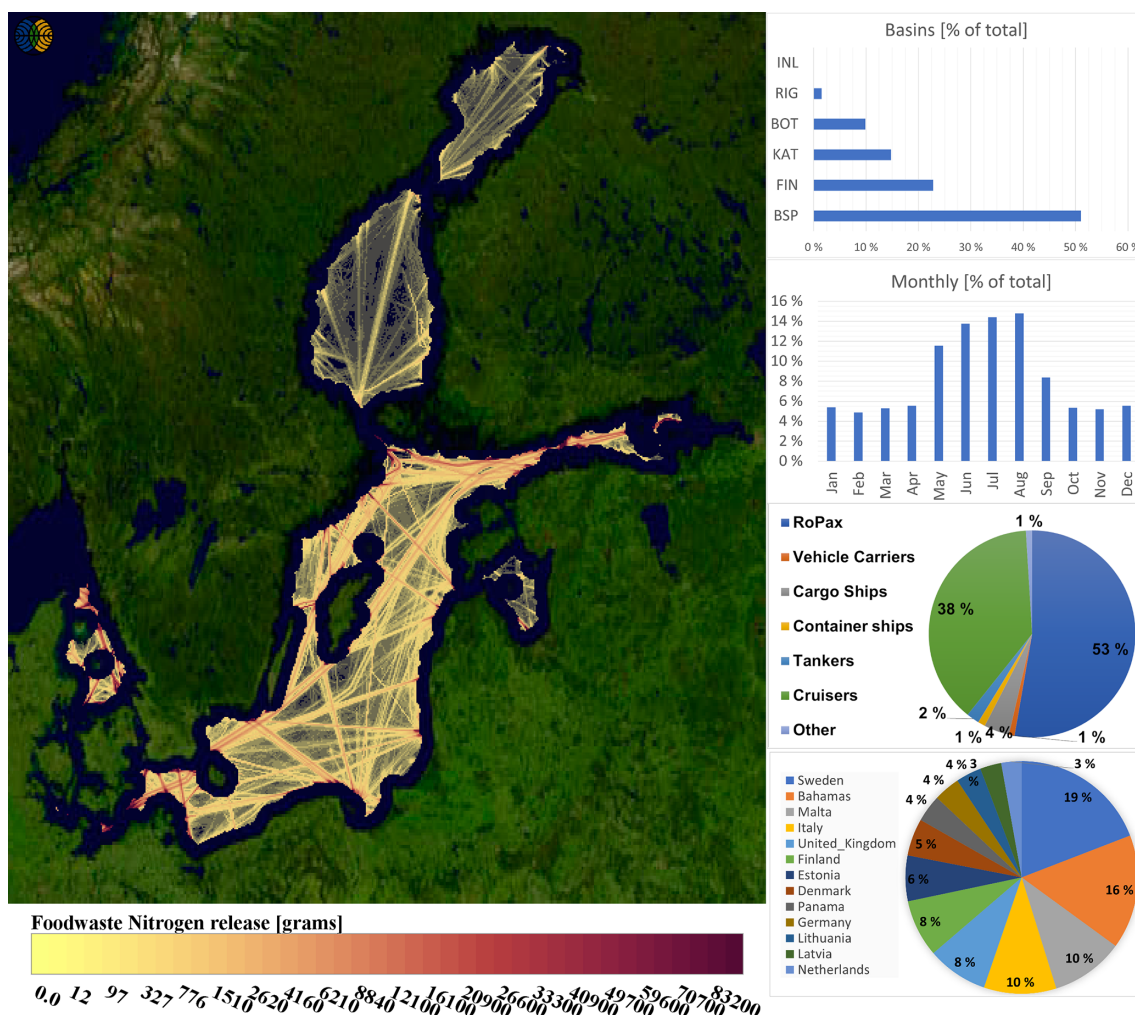 Basins [% of total]
INL
RIG
BOT
KAT
FIN
BSP
0 % 10 % 20 % 30 % 40 % 50 % 60 %
Monthly [% of total]
16 %
14 %
12 %
10 %
8 %
6 %
4 %
2 %
0 %
Jan Feb Mar Apr May Jun Jul Aug Sep Oct Nov Dec
RoPax
Vehicle Carriers
Cargo Ships
Container ships
Tankers
Cruisers
Other
1 %
38 %
53 %
2 %
1 %
4 %
1 %
Sweden
Bahamas
Malta
Italy
United_Kingdom
Finland
Estonia
Denmark
Panama
Germany
Lithuania
Latvia
Netherlands
19 %
16 %
10 %
10 %
8 %
8 %
6 %
5 %
4 %
4 %
4 %
3 %
3 %
Foodwaste Nitrogen release [grams]
0.0 12 97 327 776 1510 2620 4160 6210 8840 12100 16100 20900 26600 33300 40900 49700 59600 70700 83200